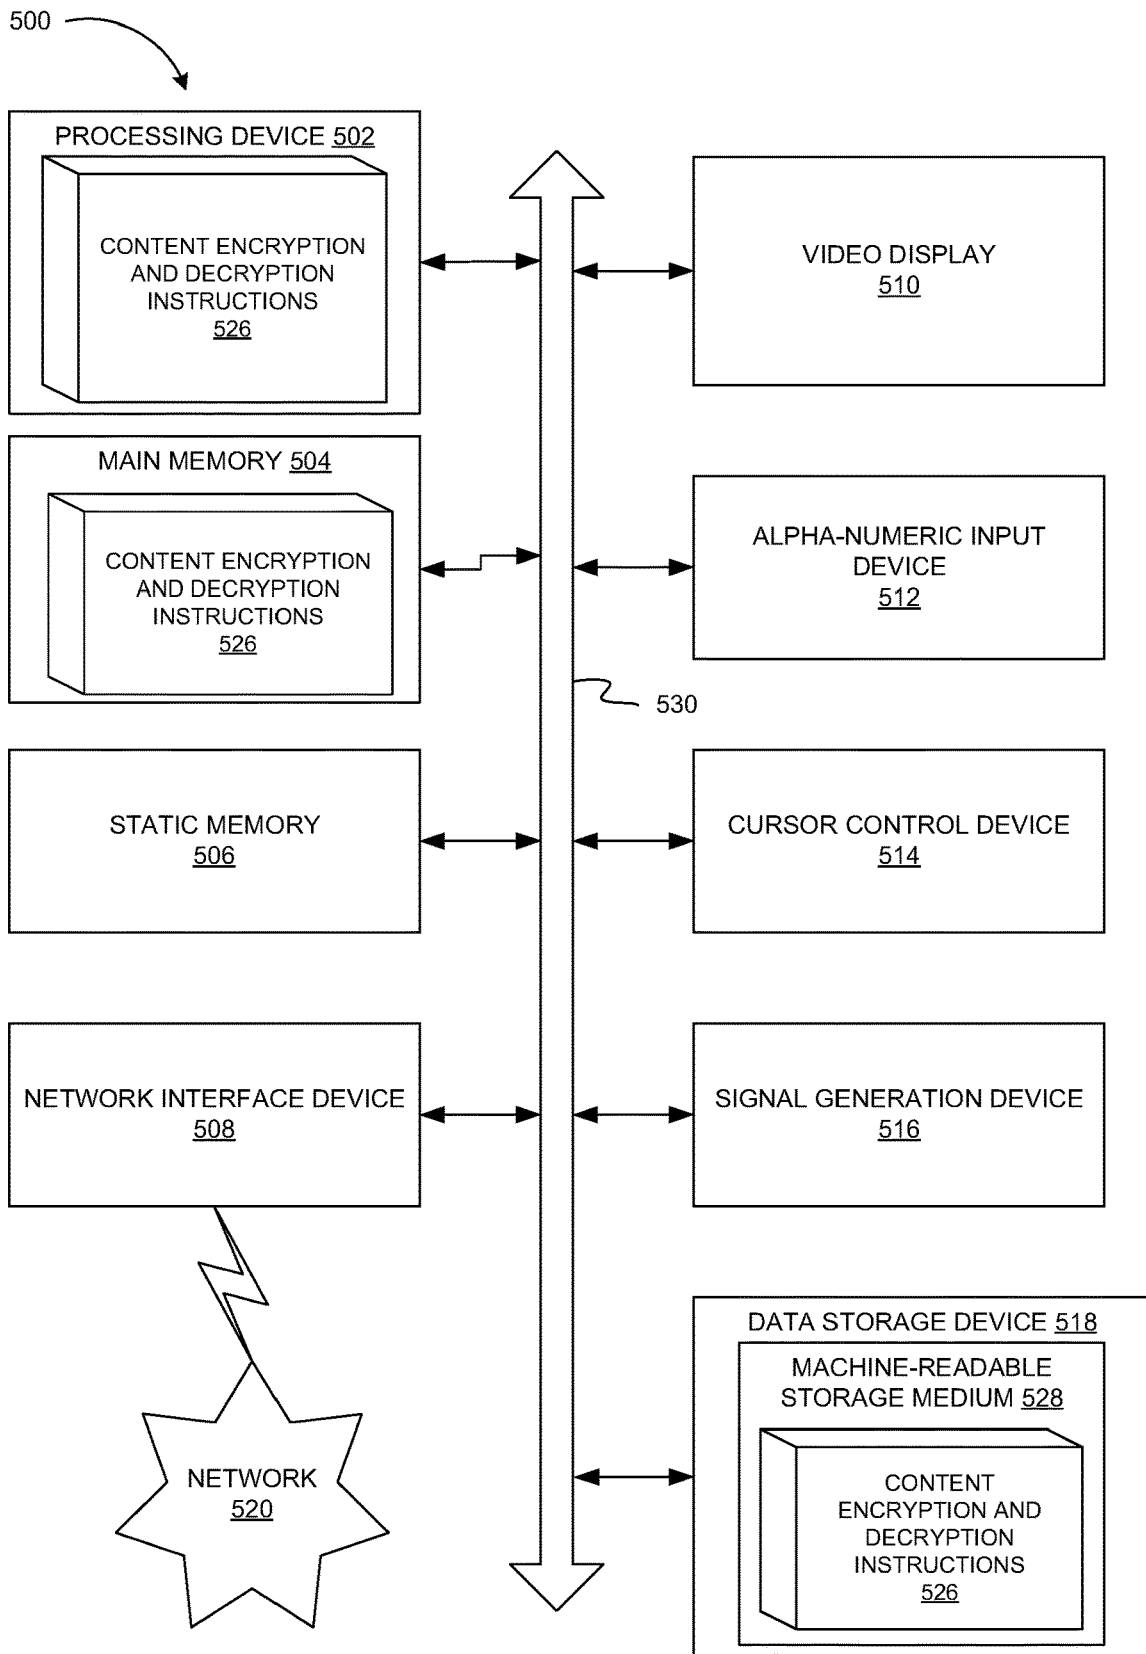 500
PROCESSING DEVICE 502
CONTENT ENCRYPTION
AND DECRYPTION
INSTRUCTIONS
526
MAIN MEMORY 504
CONTENT ENCRYPTION
AND DECRYPTION
INSTRUCTIONS
526
STATIC MEMORY
506
NETWORK INTERFACE DEVICE
508
NETWORK
520
530
VIDEO DISPLAY
510
ALPHA-NUMERIC INPUT
DEVICE
512
CURSOR CONTROL DEVICE
514
SIGNAL GENERATION DEVICE
516
DATA STORAGE DEVICE 518
MACHINE-READABLE
STORAGE MEDIUM 528
CONTENT
ENCRYPTION AND
DECRYPTION
INSTRUCTIONS
526